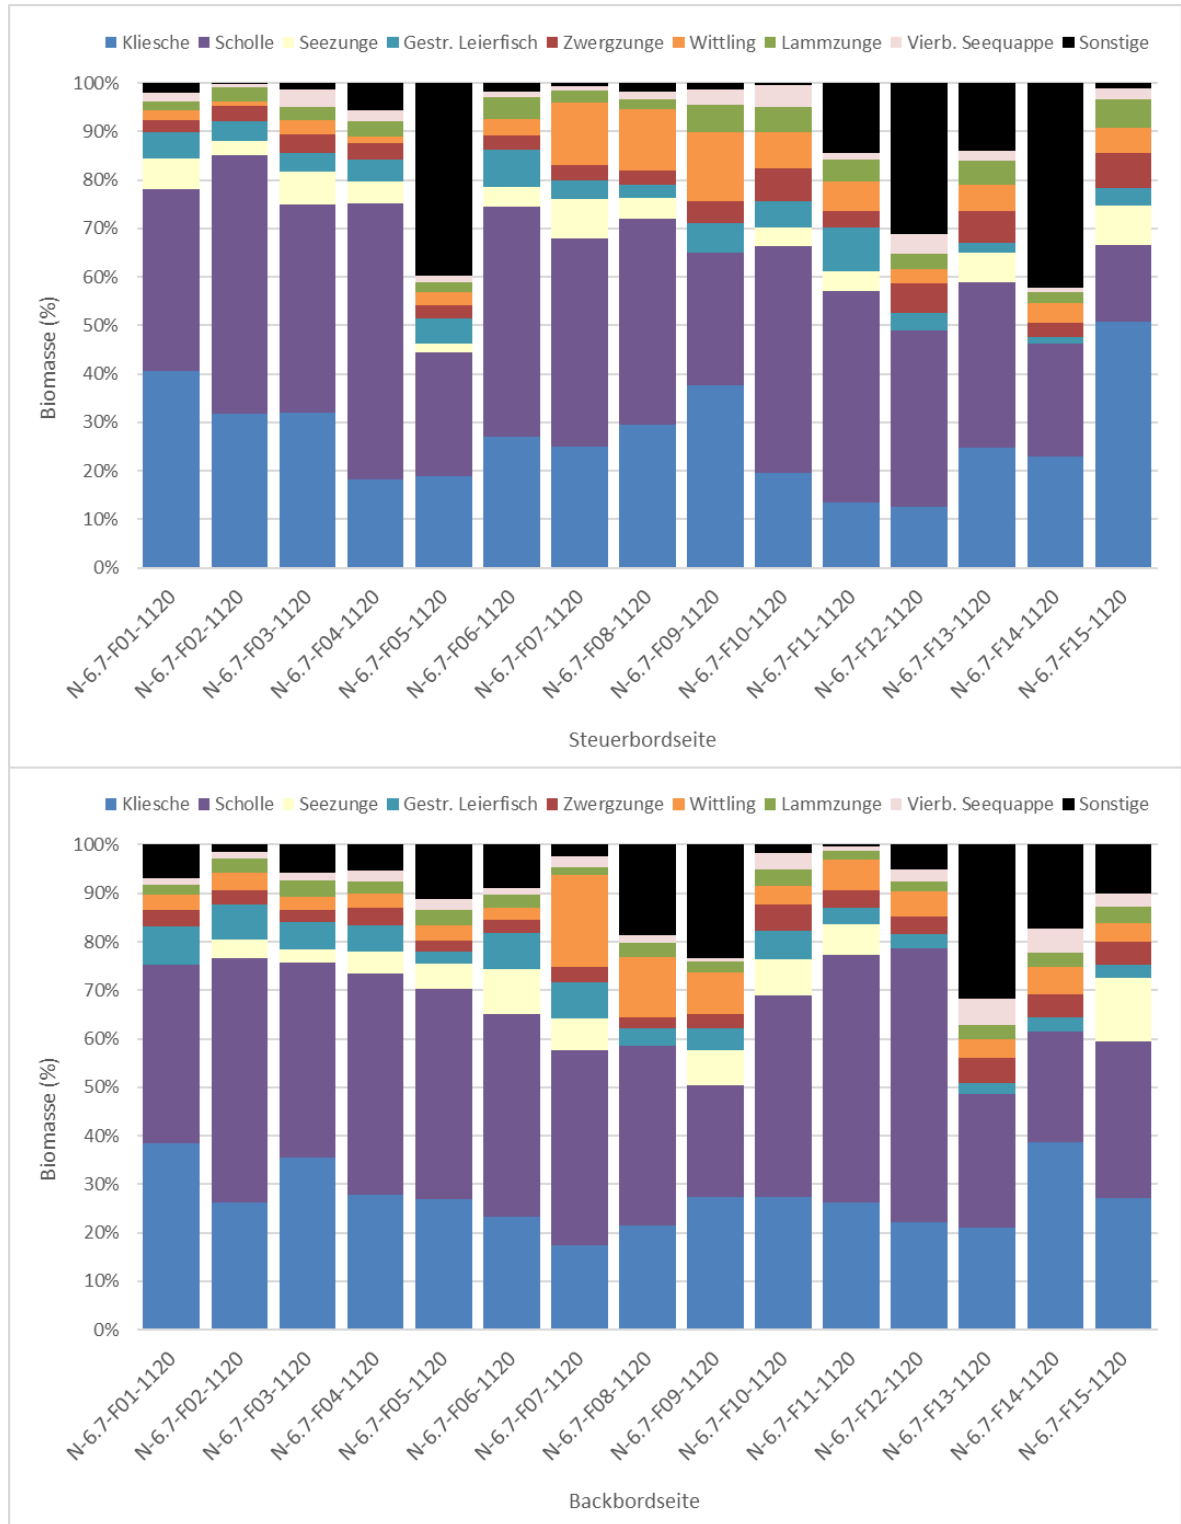 Kliesche Scholle Seezunge Gestr. Leierfisch Zwergzunge Wittling Lammzunge Vierb. Seequappe Sonstige
100%
90%
80%
70%
60%
50%
40%
30%
20%
10%
0%
Biomasse (%)
N-6.7-F01-1120
N-6.7-F02-1120
N-6.7-F03-1120
N-6.7-F04-1120
N-6.7-F05-1120
N-6.7-F06-1120
N-6.7-F07-1120
N-6.7-F08-1120
N-6.7-F09-1120
N-6.7-F10-1120
N-6.7-F11-1120
N-6.7-F12-1120
N-6.7-F13-1120
N-6.7-F14-1120
N-6.7-F15-1120
Steuerbordseite
Kliesche Scholle Seezunge Gestr. Leierfisch Zwergzunge Wittling Lammzunge Vierb. Seequappe Sonstige
100%
90%
80%
70%
60%
50%
40%
30%
20%
10%
0%
Biomasse (%)
N-6.7-F01-1120
N-6.7-F02-1120
N-6.7-F03-1120
N-6.7-F04-1120
N-6.7-F05-1120
N-6.7-F06-1120
N-6.7-F07-1120
N-6.7-F08-1120
N-6.7-F09-1120
N-6.7-F10-1120
N-6.7-F11-1120
N-6.7-F12-1120
N-6.7-F13-1120
N-6.7-F14-1120
N-6.7-F15-1120
Backbordseite